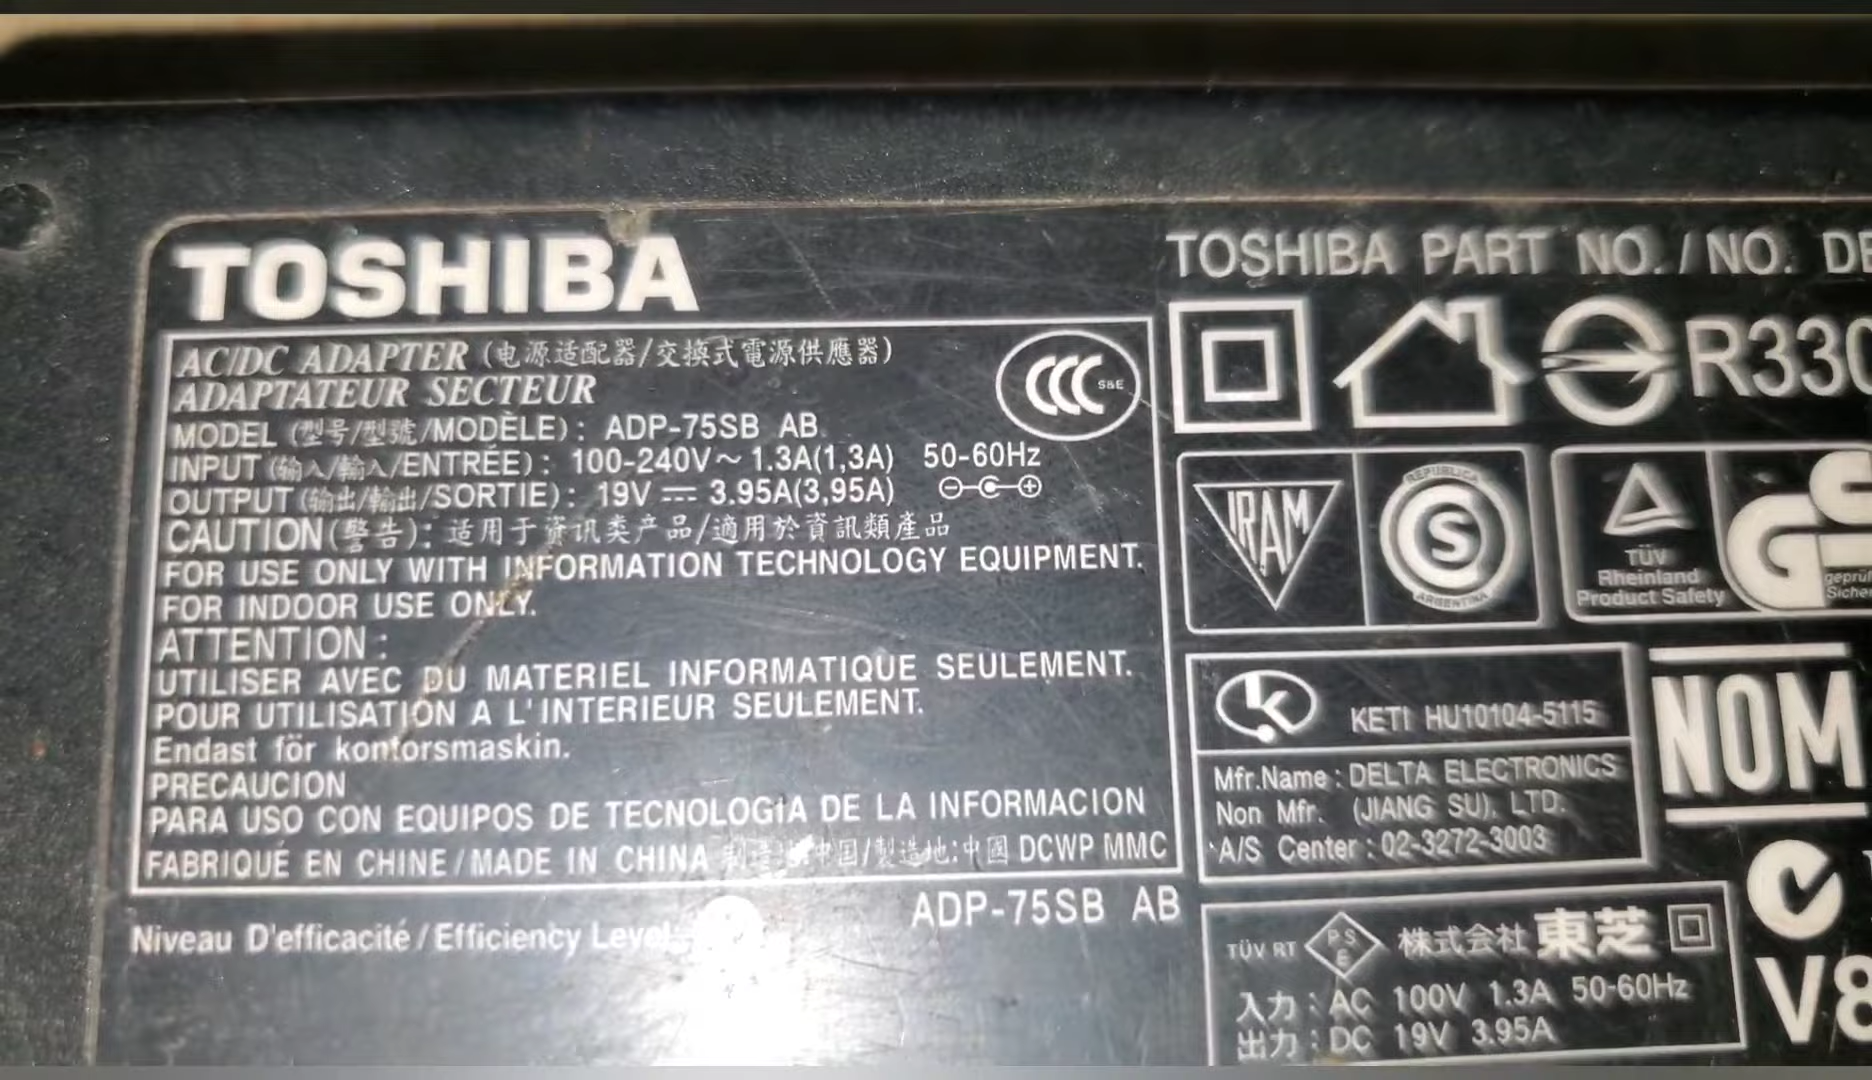 TOSHIBA
AC/DC ADAPTER (电源适配器/交换式電源供應器)
ADAPTATEUR SECTEUR
MODEL (型号/型號/MODÈLE): ADP-75SB AB
INPUT (输入/輸入/ENTRÉE): 100-240V~ 1.3A(1,3A) 50-60Hz
OUTPUT (输出/輸出/SORTIE): 19V ⎓ 3.95A(3,95A)
CAUTION (警告): 适用于资讯类产品/適用於資訊類產品
FOR USE ONLY WITH INFORMATION TECHNOLOGY EQUIPMENT.
FOR INDOOR USE ONLY.
ATTENTION :
UTILISER AVEC DU MATERIEL INFORMATIQUE SEULEMENT.
POUR UTILISATION A L'INTERIEUR SEULEMENT.
Endast för kontorsmaskin.
PRECAUCION
PARA USO CON EQUIPOS DE TECNOLOGIA DE LA INFORMACION
FABRIQUÉ EN CHINE/MADE IN CHINA 制造地:中国/製造地:中國 DCWP MMC
CCC S&E
ADP-75SB AB
Niveau D'efficacité/Efficiency Level
TOSHIBA PART NO./NO.
IRAM
REPUBLICA
S
ARGENTINA
TÜV
Rheinland
Product Safety
KETI HU10104-5115
Mfr.Name : DELTA ELECTRONICS
Non Mfr. (JIANG SU). LTD.
A/S Center : 02-3272-3003
NOM
TÜV RT PSE 株式会社 東芝
入力 : AC 100V 1.3A 50-60Hz
出力 : DC 19V 3.95A